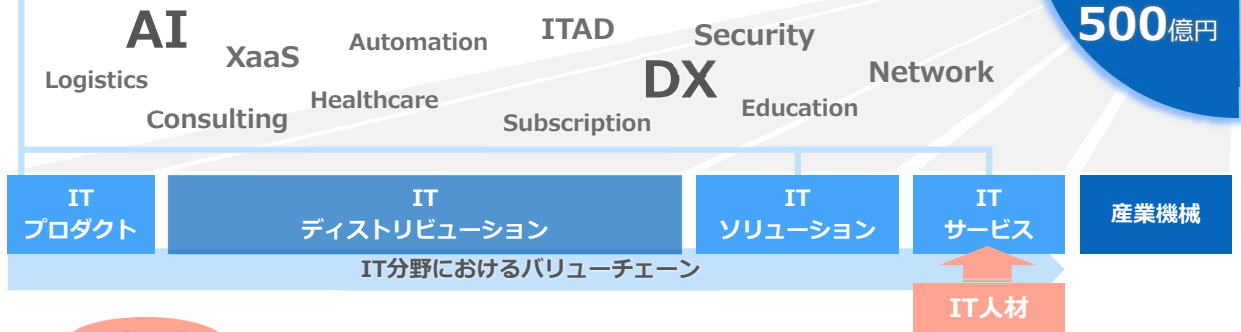 AI
XaaS
Automation
ITAD
Security
500億円
Logistics
Healthcare
DX
Network
Consulting
Subscription
Education
IT
プロダクト
IT
ディストリビューション
IT
ソリューション
IT
サービス
産業機械
IT分野におけるバリューチェーン
IT人材